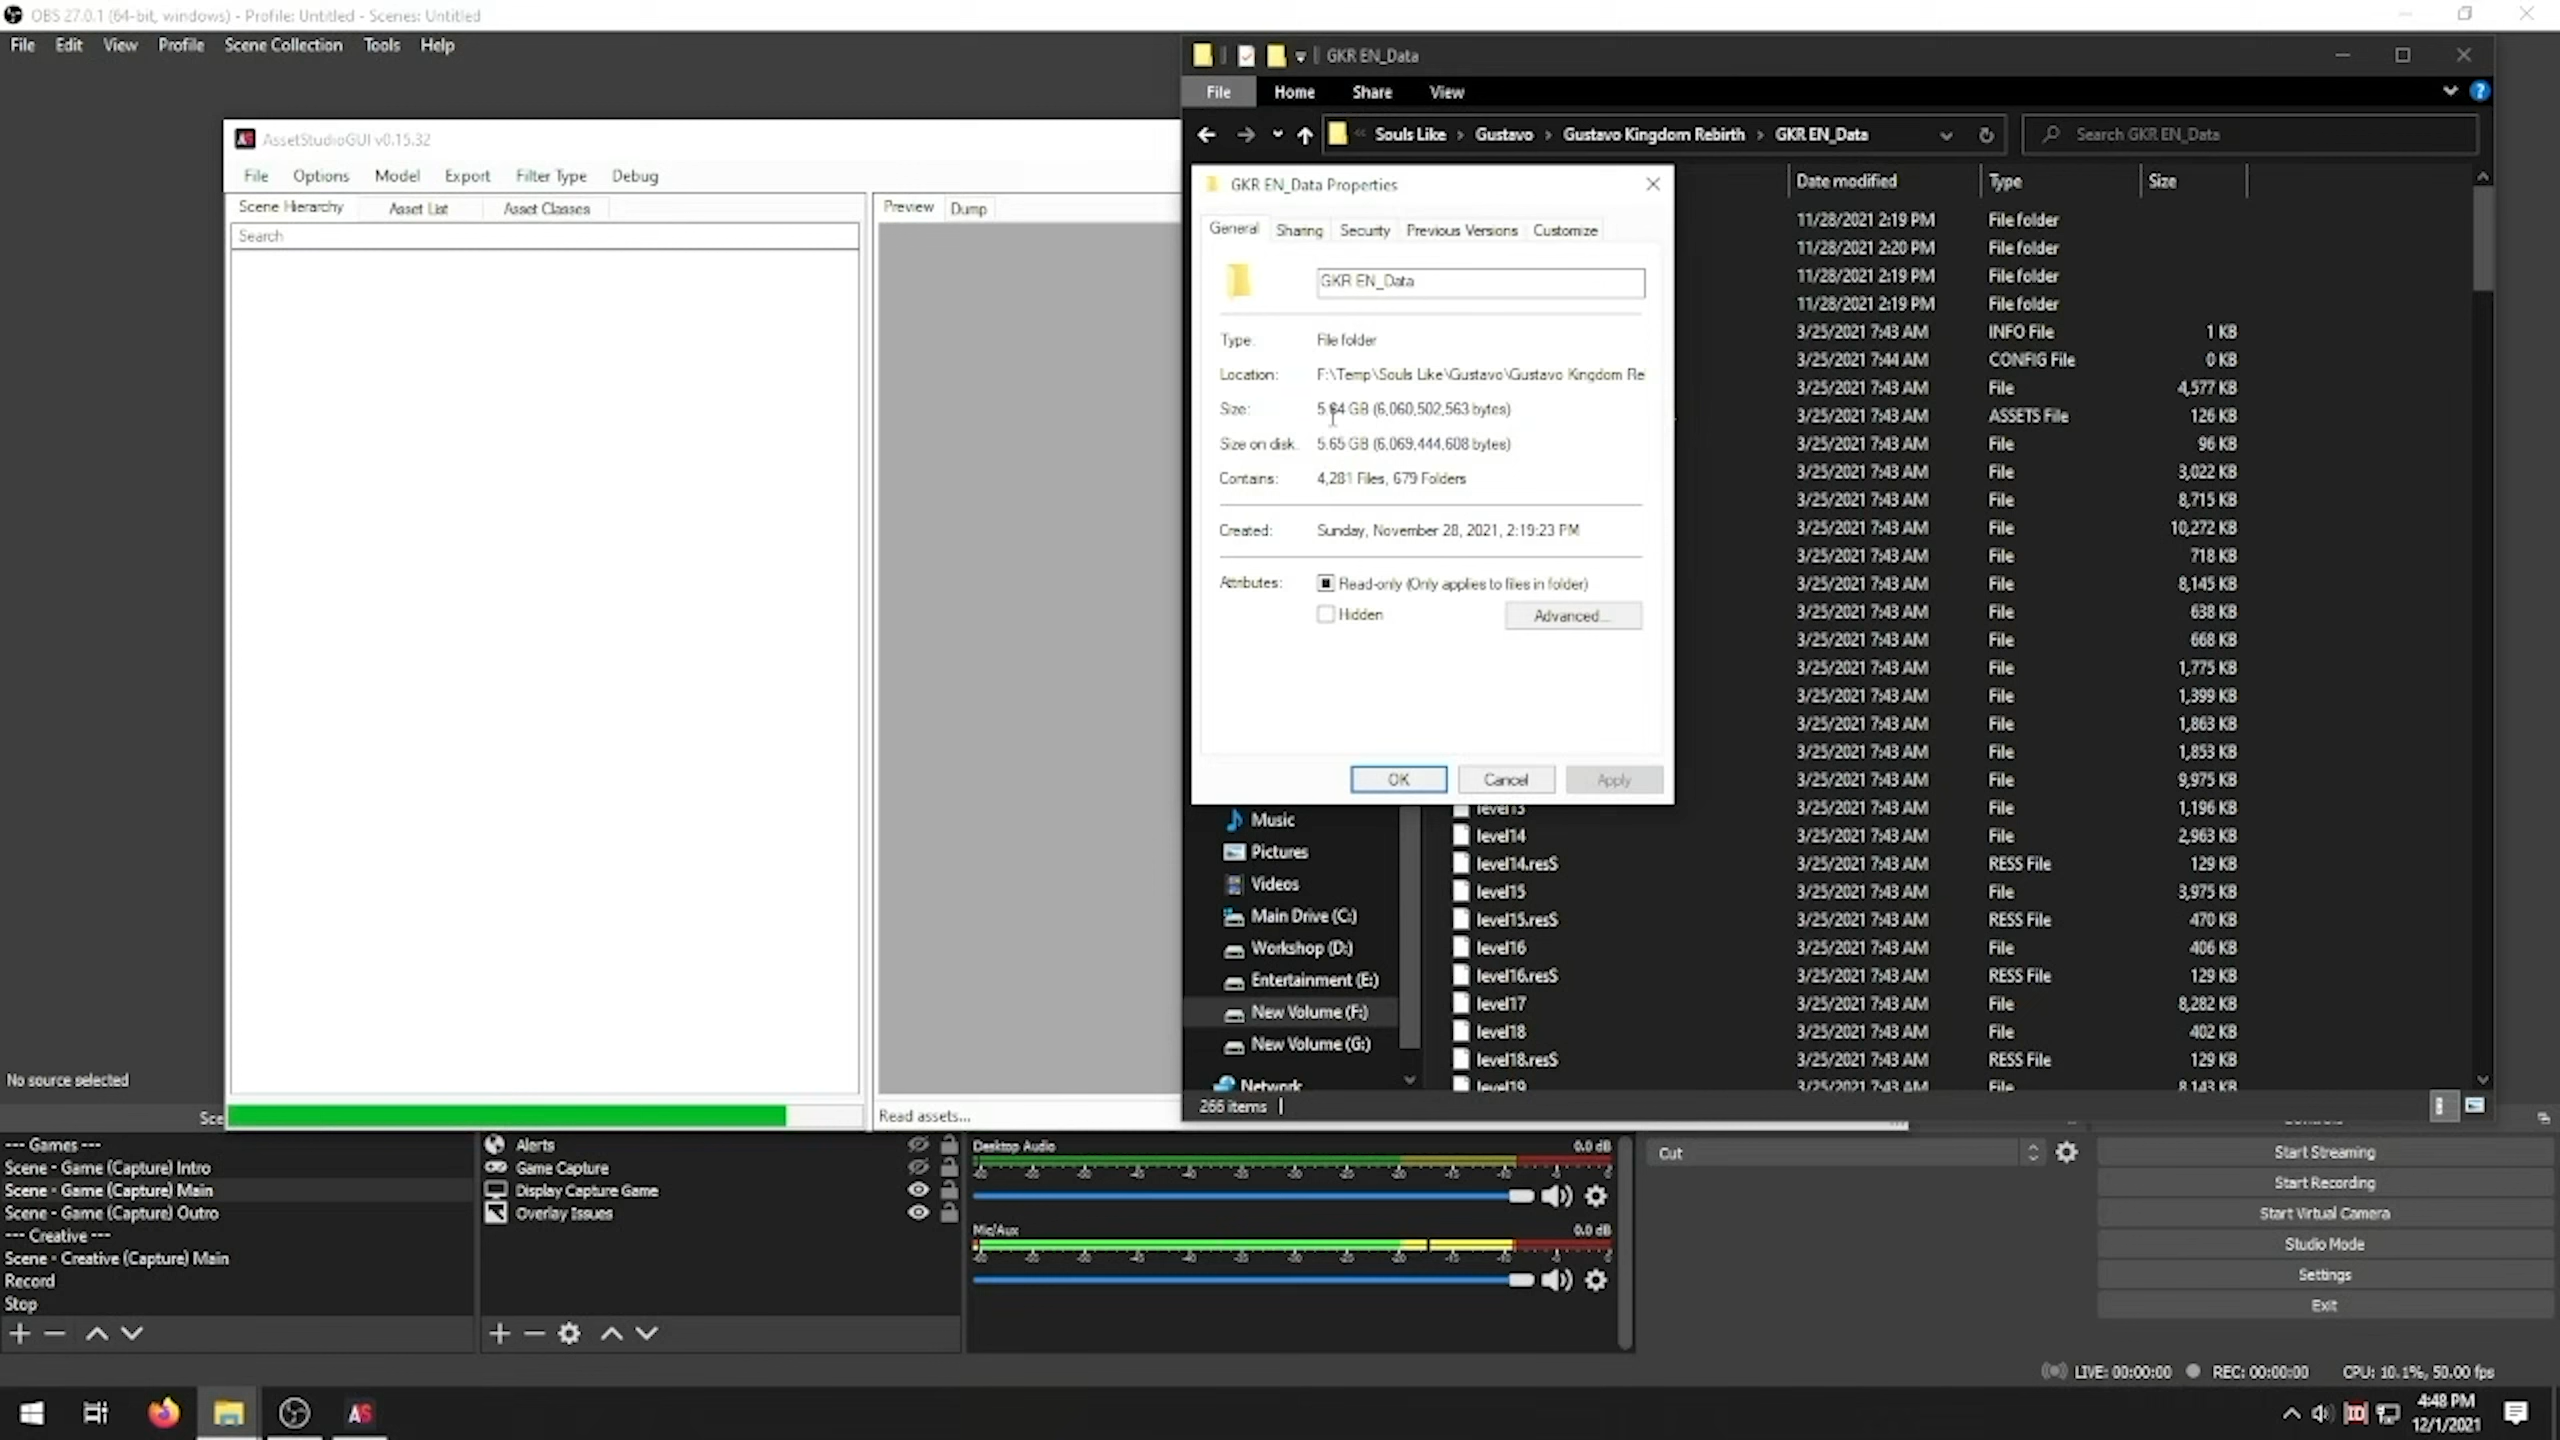 OBS 27.0.1 (64-bit, windows) - Profile: Untitled - Scenes: Untitled
File Edit View Profile Scene Collection Tools Help
GKR EN_Data
File Home Share View
Souls Like > Gustavo > Gustavo Kingdom Rebirth > GKR EN_Data
Search GKR EN_Data
AssetStudioGUI v0.15.32
File Options Model Export Filter Type Debug
Scene Hierarchy Asset List Asset Classes
Search
Preview Dump
Read assets...
GKR EN_Data Properties
General Sharing Security Previous Versions Customize
GKR EN_Data
Type: File folder
Location: F:\Temp\Souls Like\Gustavo\Gustavo Kingdom Re
Size: 5.64 GB (6,060,502,563 bytes)
Size on disk: 5.65 GB (6,069,444,608 bytes)
Contains: 4,281 Files, 679 Folders
Created: Sunday, November 28, 2021, 2:19:23 PM
Attributes: Read-only (Only applies to files in folder)
Hidden Advanced...
OK Cancel Apply
Date modified Type Size
11/28/2021 2:19 PM File folder
11/28/2021 2:20 PM File folder
11/28/2021 2:19 PM File folder
11/28/2021 2:19 PM File folder
3/25/2021 7:43 AM INFO File 1 KB
3/25/2021 7:44 AM CONFIG File 0 KB
3/25/2021 7:43 AM File 4,577 KB
3/25/2021 7:43 AM ASSETS File 126 KB
3/25/2021 7:43 AM File 96 KB
3/25/2021 7:43 AM File 3,022 KB
3/25/2021 7:43 AM File 8,715 KB
3/25/2021 7:43 AM File 10,272 KB
3/25/2021 7:43 AM File 718 KB
3/25/2021 7:43 AM File 8,145 KB
3/25/2021 7:43 AM File 638 KB
3/25/2021 7:43 AM File 668 KB
3/25/2021 7:43 AM File 1,775 KB
3/25/2021 7:43 AM File 1,399 KB
3/25/2021 7:43 AM File 1,863 KB
3/25/2021 7:43 AM File 1,853 KB
3/25/2021 7:43 AM File 9,975 KB
level13 3/25/2021 7:43 AM File 1,196 KB
level14 3/25/2021 7:43 AM File 2,963 KB
level14.resS 3/25/2021 7:43 AM RESS File 129 KB
level15 3/25/2021 7:43 AM File 3,975 KB
level15.resS 3/25/2021 7:43 AM RESS File 470 KB
level16 3/25/2021 7:43 AM File 406 KB
level16.resS 3/25/2021 7:43 AM RESS File 129 KB
level17 3/25/2021 7:43 AM File 8,282 KB
level18 3/25/2021 7:43 AM File 402 KB
level18.resS 3/25/2021 7:43 AM RESS File 129 KB
level19 3/25/2021 7:43 AM File 8,143 KB
Music
Pictures
Videos
Main Drive (C:)
Workshop (D:)
Entertainment (E:)
New Volume (F:)
New Volume (G:)
Network
266 items
No source selected
Sce
--- Games ---
Scene - Game (Capture) Intro
Scene - Game (Capture) Main
Scene - Game (Capture) Outro
--- Creative ---
Scene - Creative (Capture) Main
Record
Stop
Alerts
Game Capture
Display Capture Game
Overlay Issues
Desktop Audio 0.0 dB
Mic/Aux 0.0 dB
Cut
Start Streaming
Start Recording
Start Virtual Camera
Studio Mode
Settings
Exit
LIVE: 00:00:00 REC: 00:00:00 CPU: 10.1%, 50.00 fps
AS
4:48 PM
12/1/2021